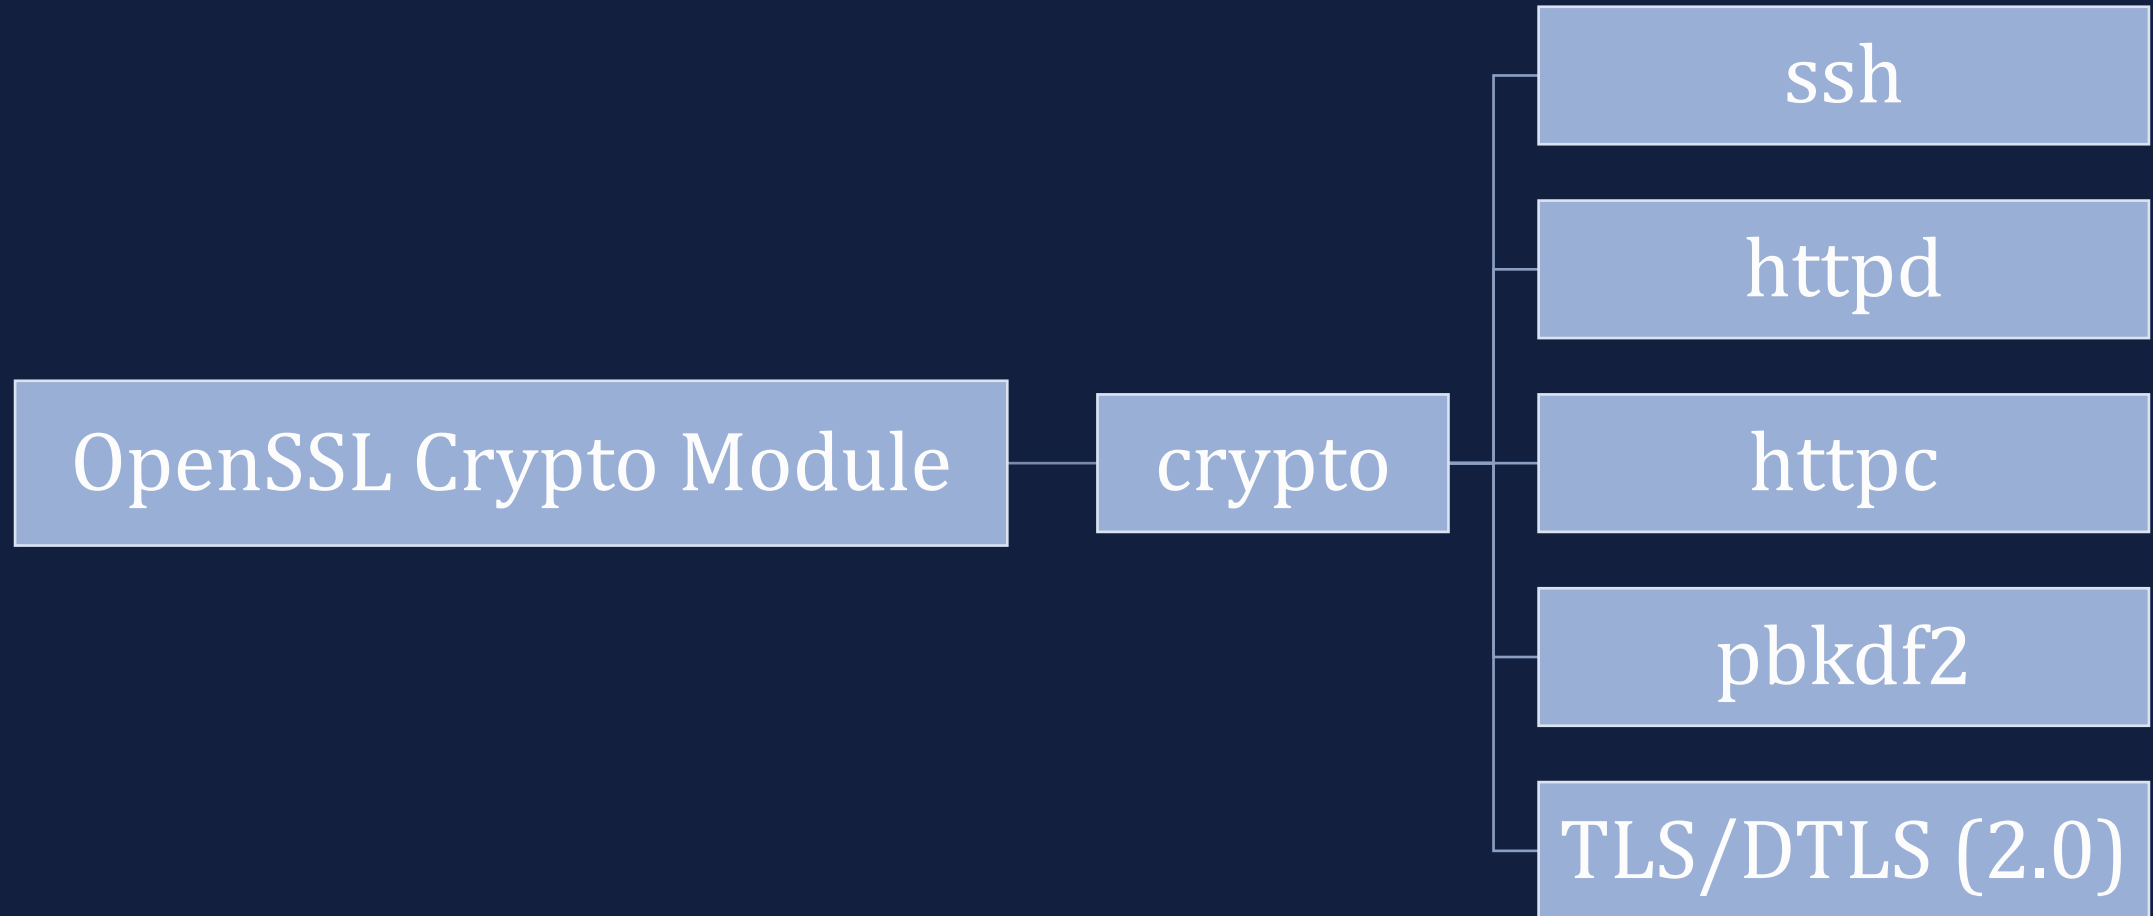 OpenSSL Crypto Module
crypto
ssh
httpd
httpc
pbkdf2
TLS/DTLS (2.0)